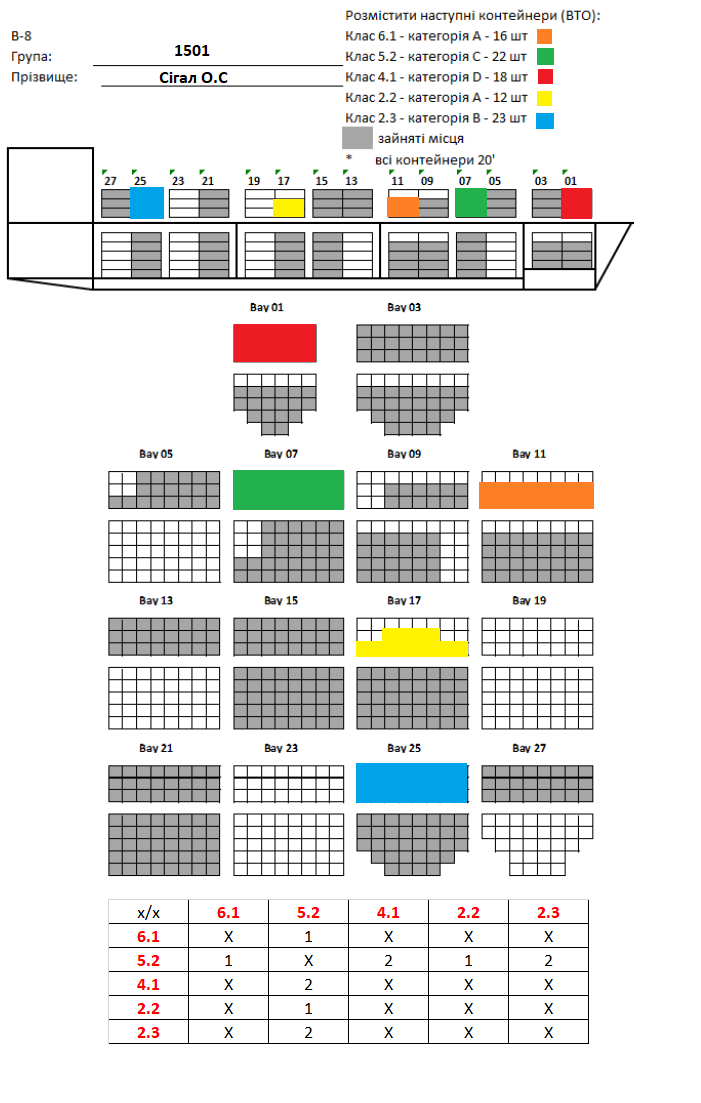 Розмістити наступні контейнери (ВТО):
В-8
Клас 6.1 - категорія А - 16 шт
Група: 1501
Клас 5.2 - категорія С - 22 шт
Прізвище: Сігал О.С
Клас 4.1 - категорія D - 18 шт
Клас 2.2 - категорія А - 12 шт
Клас 2.3 - категорія В - 23 шт
зайняті місця
* всі контейнери 20'
27 25 23 21 19 17 15 13 11 09 07 05 03 01
Bay 01 Bay 03
Bay 05 Bay 07 Bay 09 Bay 11
Bay 13 Bay 15 Bay 17 Bay 19
Bay 21 Bay 23 Bay 25 Bay 27
x/x 6.1 5.2 4.1 2.2 2.3
6.1 X 1 X X X
5.2 1 X 2 1 2
4.1 X 2 X X X
2.2 X 1 X X X
2.3 X 2 X X X